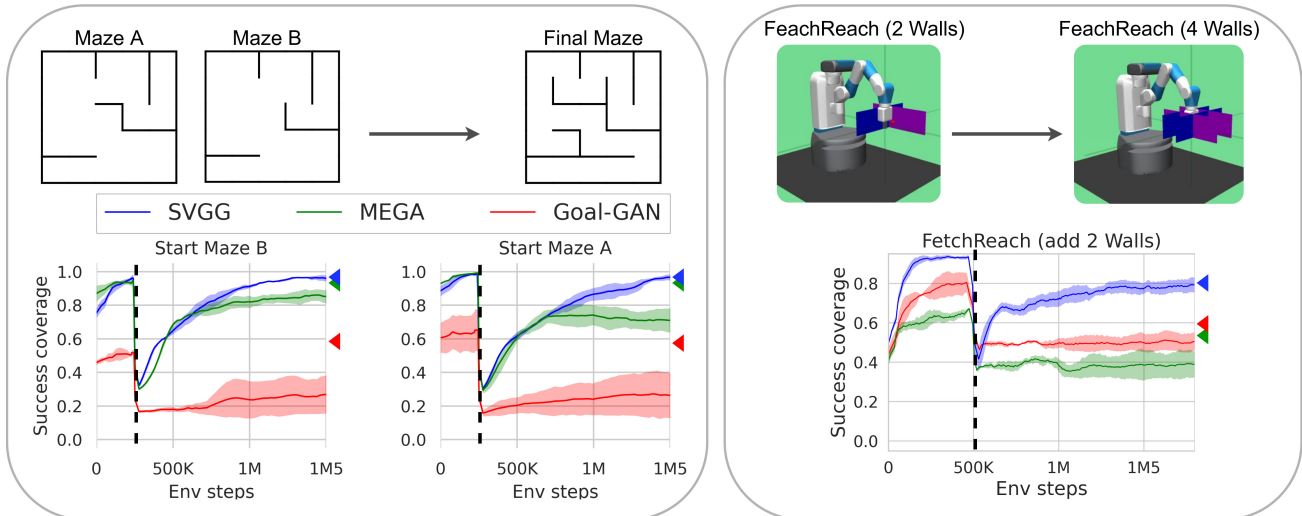 Maze A
Maze B
Final Maze
SVGG
MEGA
Goal-GAN
Start Maze B
Success coverage
1.0
0.8
0.6
0.4
0.2
0.0
0
500K
1M
1M5
Env steps
Start Maze A
1.0
0.8
0.6
0.4
0.2
0.0
0
500K
1M
1M5
Env steps
FeachReach (2 Walls)
FeachReach (4 Walls)
FetchReach (add 2 Walls)
Success coverage
0.8
0.6
0.4
0.2
0.0
0
500K
1M
1M5
Env steps